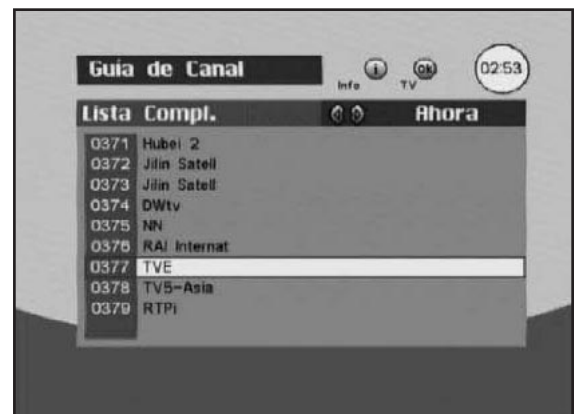 Guía de Canal
i
Info
ok
TV
02:53
Lista Compl.
Ahora
0371 Hubei 2
0372 Jilin Satell
0373 Jilin Satell
0374 DWtv
0375 NN
0376 RAI Internat
0377 TVE
0378 TV5-Asia
0379 RTPi